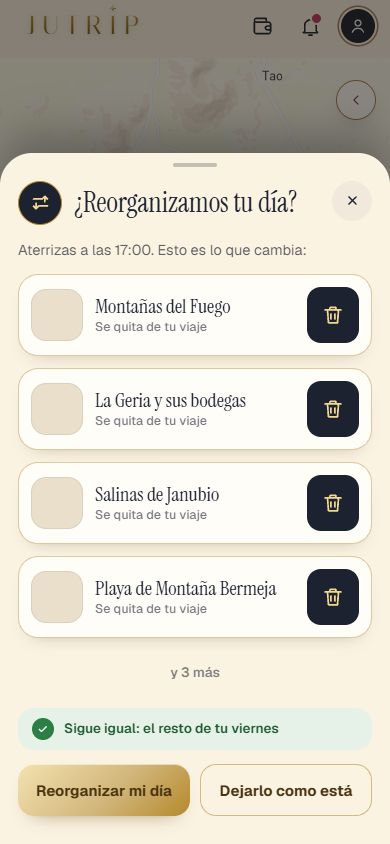 JUTRIP
Tao
¿Reorganizamos tu día?
Aterrizas a las 17:00. Esto es lo que cambia:
Montañas del Fuego
Se quita de tu viaje
La Geria y sus bodegas
Se quita de tu viaje
Salinas de Janubio
Se quita de tu viaje
Playa de Montaña Bermeja
Se quita de tu viaje
y 3 más
Sigue igual: el resto de tu viernes
Reorganizar mi día
Dejarlo como está